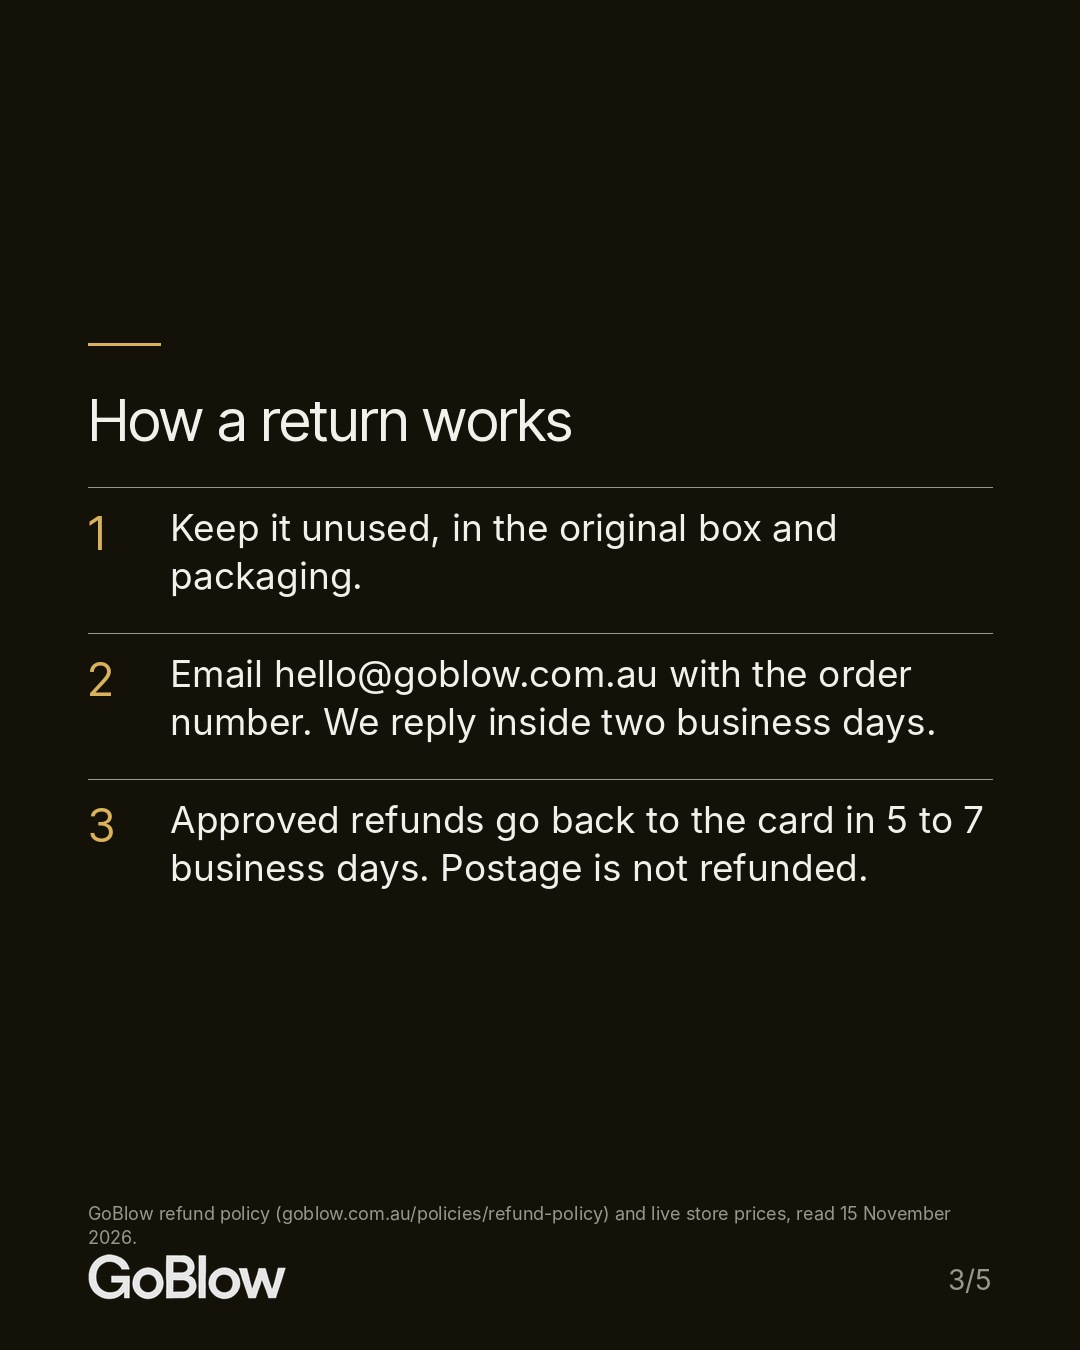 How a return works
1 Keep it unused, in the original box and
packaging.
2 Email hello@goblow.com.au with the order
number. We reply inside two business days.
3 Approved refunds go back to the card in 5 to 7
business days. Postage is not refunded.
GoBlow refund policy (goblow.com.au/policies/refund-policy) and live store prices, read 15 November
2026.
GoBlow
3/5